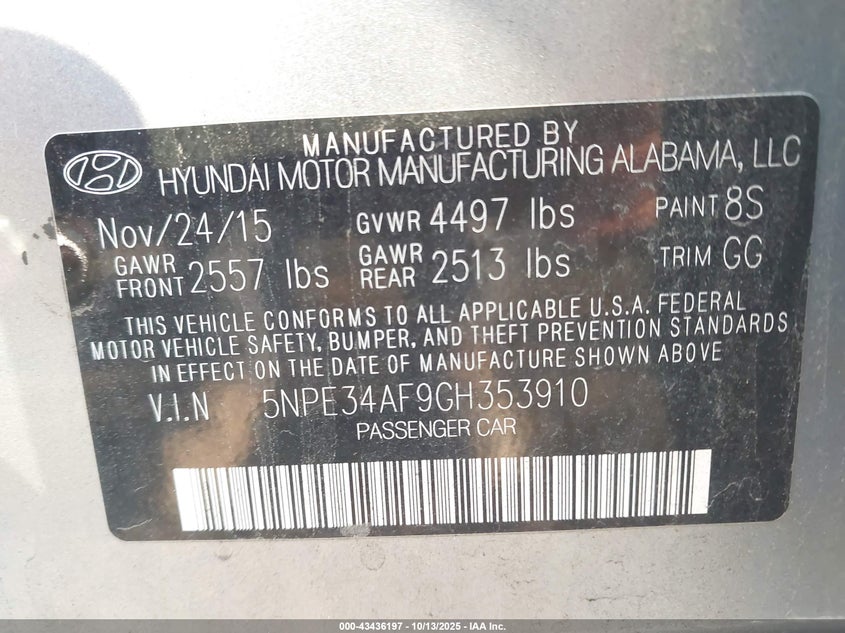 MANUFACTURED BY
HYUNDAI MOTOR MANUFACTURING ALABAMA, LLC
Nov/24/15 GVWR 4497 lbs PAINT 8S
GAWR FRONT 2557 lbs GAWR REAR 2513 lbs TRIM GG
THIS VEHICLE CONFORMS TO ALL APPLICABLE U.S.A. FEDERAL
MOTOR VEHICLE SAFETY, BUMPER, AND THEFT PREVENTION STANDARDS
IN EFFECT ON THE DATE OF MANUFACTURE SHOWN ABOVE
V.I.N 5NPE34AF9GH353910
PASSENGER CAR
000-43436197 - 10/13/2025 - IAA Inc.